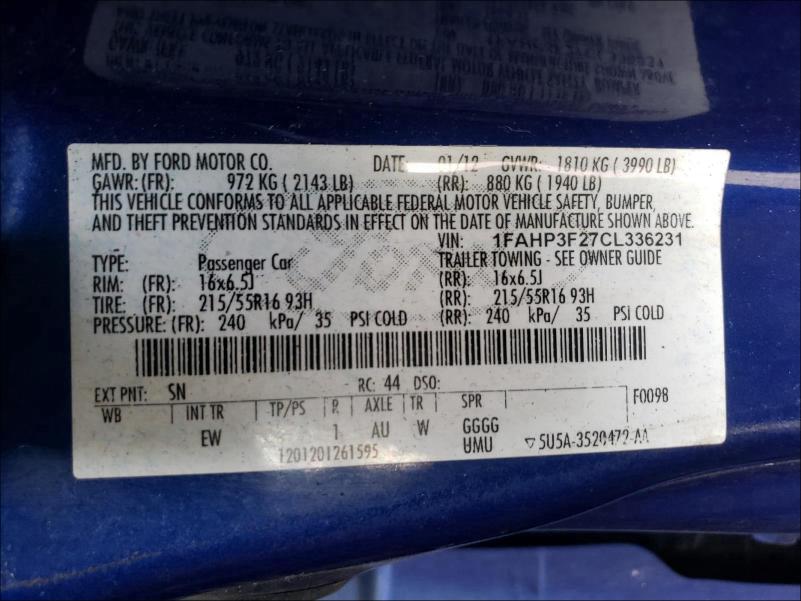 MFD. BY FORD MOTOR CO. DATE: 01/12 GVWR: 1810 KG ( 3990 LB)
GAWR: (FR): 972 KG ( 2143 LB) (RR): 880 KG ( 1940 LB)
THIS VEHICLE CONFORMS TO ALL APPLICABLE FEDERAL MOTOR VEHICLE SAFETY, BUMPER,
AND THEFT PREVENTION STANDARDS IN EFFECT ON THE DATE OF MANUFACTURE SHOWN ABOVE.
VIN: 1FAHP3F27CL336231
TYPE: Passenger Car TRAILER TOWING - SEE OWNER GUIDE
RIM: (FR): 16x6.5J (RR): 16x6.5J
TIRE: (FR): 215/55R16 93H (RR): 215/55R16 93H
PRESSURE: (FR): 240 kPa/ 35 PSI COLD (RR): 240 kPa/ 35 PSI COLD
EXT PNT: SN RC: 44 DSO: F0098
WB INT TR TP/PS R AXLE TR SPR
EW 1 AU W GGGG
UMU
1201201261595 5U5A-3520472-AA